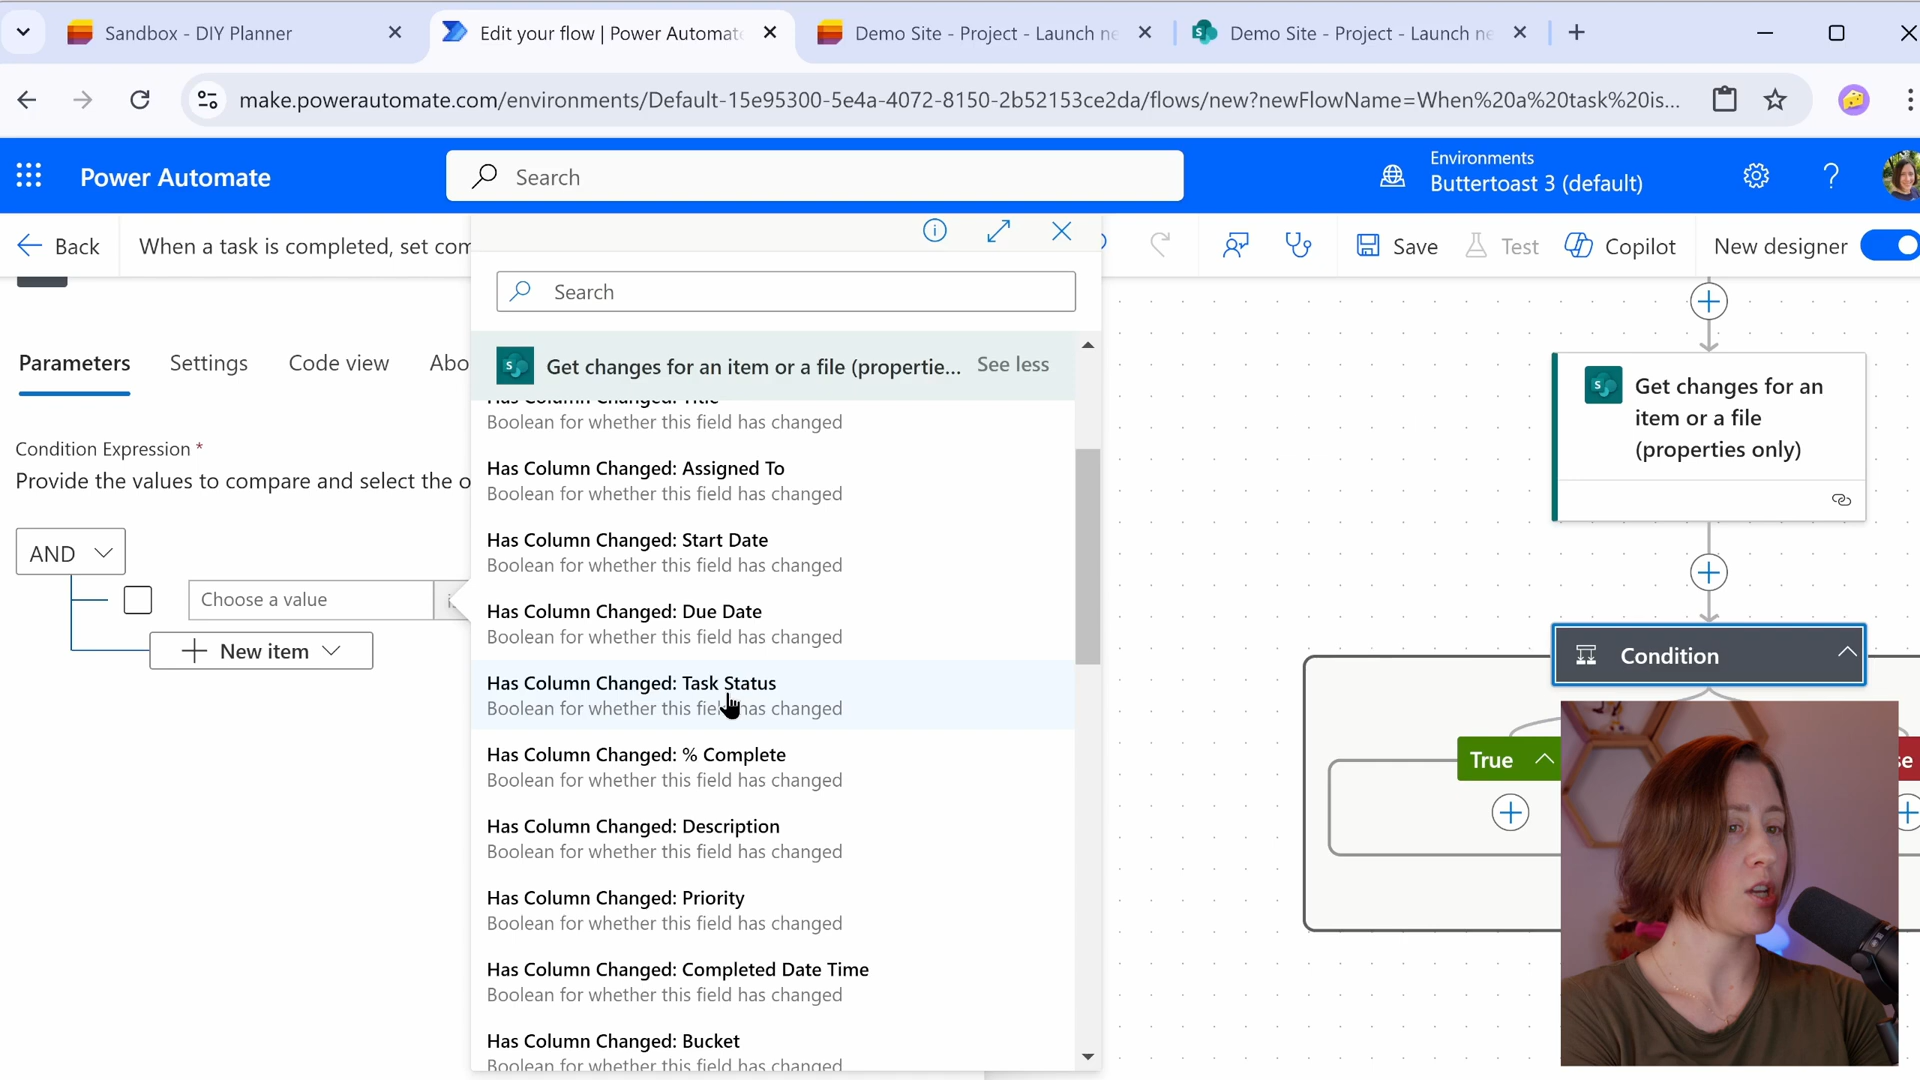 Sandbox - DIY Planner
Edit your flow | Power Automate
Demo Site - Project - Launch ne
Demo Site - Project - Launch ne
make.powerautomate.com/environments/Default-15e95300-5e4a-4072-8150-2b52153ce2da/flows/new?newFlowName=When%20a%20task%20is...
Power Automate
Search
Environments
Buttertoast 3 (default)
Back
When a task is completed, set com
Save
Test
Copilot
New designer
Search
Parameters
Settings
Code view
Abo
Get changes for an item or a file (propertie...
See less
Has Column Changed: Title
Boolean for whether this field has changed
Has Column Changed: Assigned To
Boolean for whether this field has changed
Has Column Changed: Start Date
Boolean for whether this field has changed
Has Column Changed: Due Date
Boolean for whether this field has changed
Has Column Changed: Task Status
Boolean for whether this field has changed
Has Column Changed: % Complete
Boolean for whether this field has changed
Has Column Changed: Description
Boolean for whether this field has changed
Has Column Changed: Priority
Boolean for whether this field has changed
Has Column Changed: Completed Date Time
Boolean for whether this field has changed
Has Column Changed: Bucket
Boolean for whether this field has changed
Condition Expression *
Provide the values to compare and select the o
AND
Choose a value
New item
Get changes for an
item or a file
(properties only)
Condition
True
se